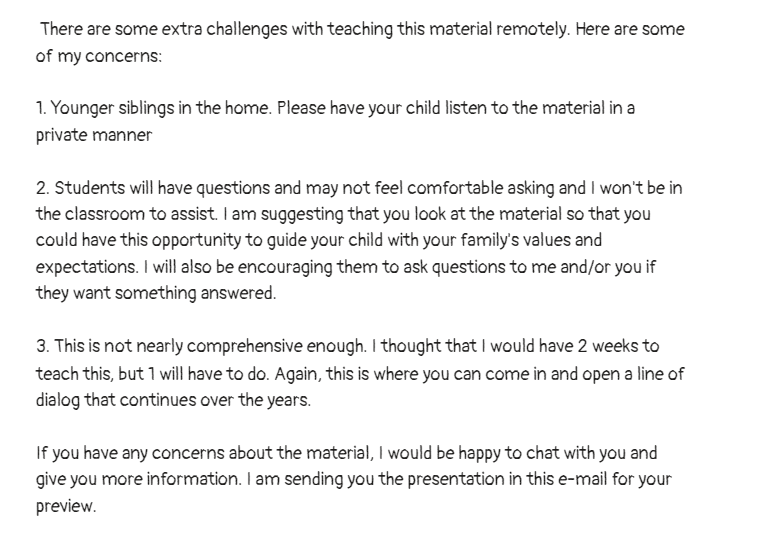 There are some extra challenges with teaching this material remotely. Here are some
of my concerns:
1. Younger siblings in the home. Please have your child listen to the material in a
private manner
2. Students will have questions and may not feel comfortable asking and I won't be in
the classroom to assist. I am suggesting that you look at the material so that you
could have this opportunity to guide your child with your family's values and
expectations. I will also be encouraging them to ask questions to me and/or you if
they want something answered.
3. This is not nearly comprehensive enough. I thought that I would have 2 weeks to
teach this, but 1 will have to do. Again, this is where you can come in and open a line of
dialog that continues over the years.
If you have any concerns about the material, I would be happy to chat with you and
give you more information. I am sending you the presentation in this e-mail for your
preview.